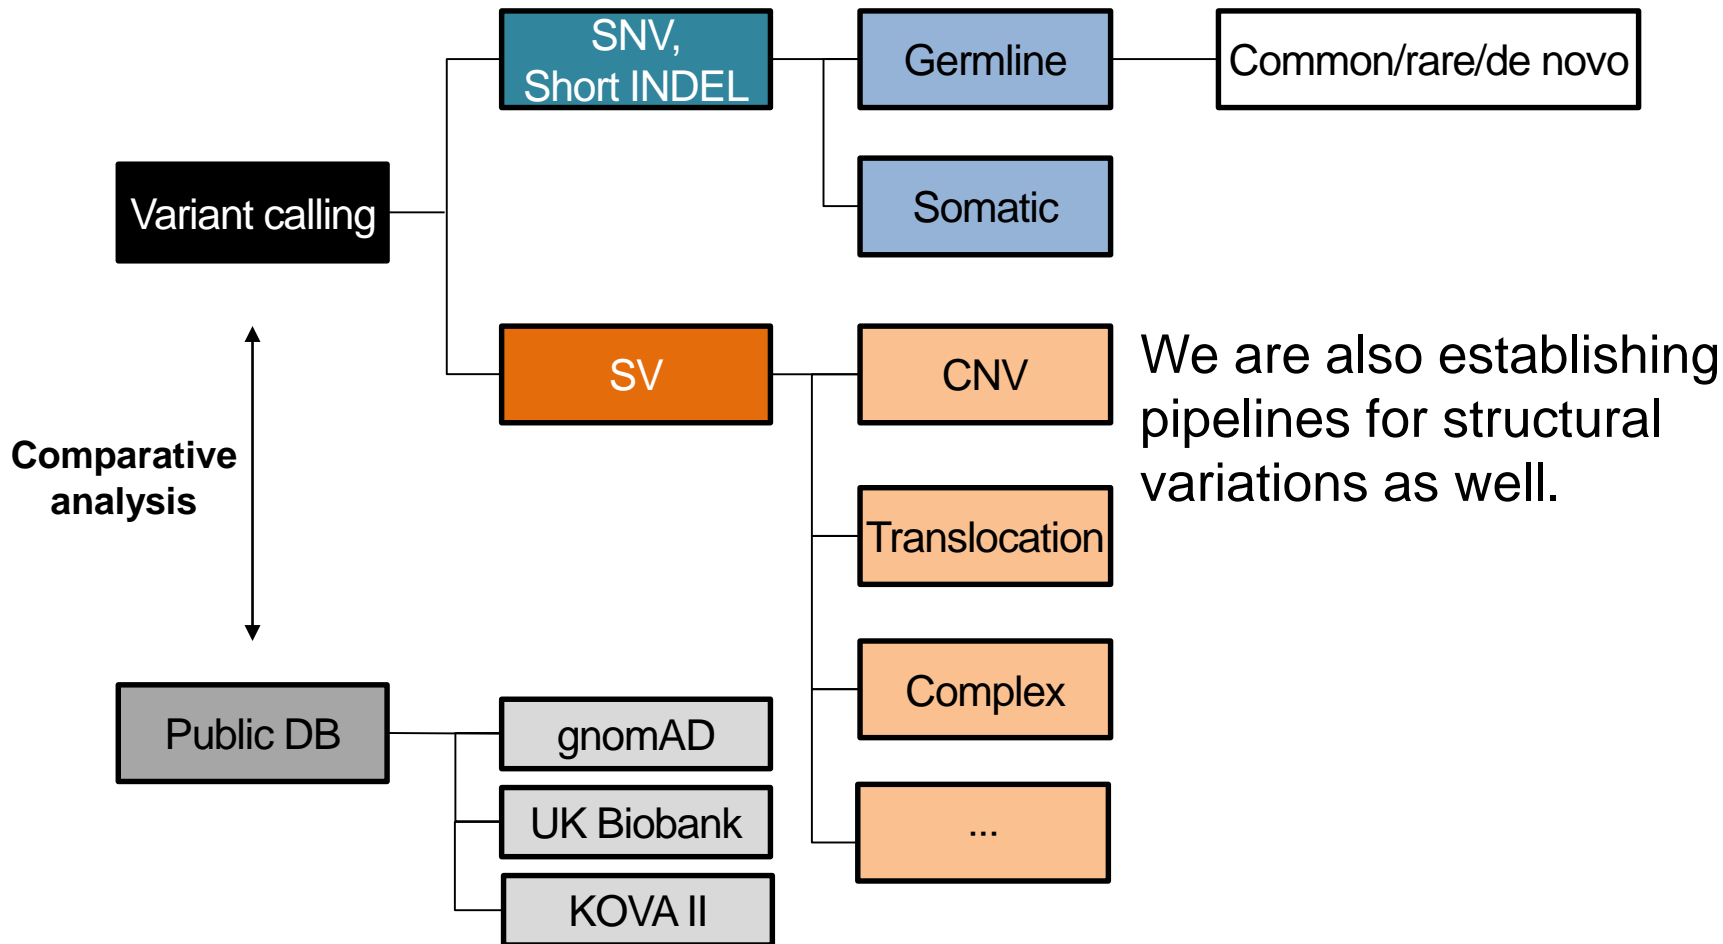 SNV,
Short INDEL
Germline
Common/rare/de novo
Variant calling
Somatic
SV
CNV
We are also establishing
pipelines for structural
variations as well.
Comparative
analysis
Translocation
Complex
Public DB
gnomAD
UK Biobank
...
KOVA II